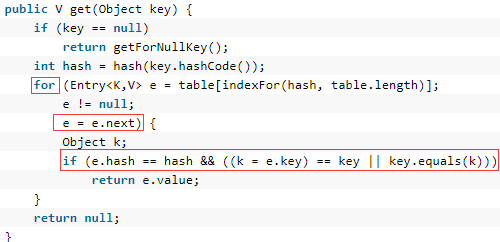 public V get(Object key) {
    if (key == null)
        return getForNullKey();
    int hash = hash(key.hashCode());
    for (Entry<K,V> e = table[indexFor(hash, table.length)];
        e != null;
        e = e.next) {
        Object k;
        if (e.hash == hash && ((k = e.key) == key || key.equals(k)))
            return e.value;
    }
    return null;
}